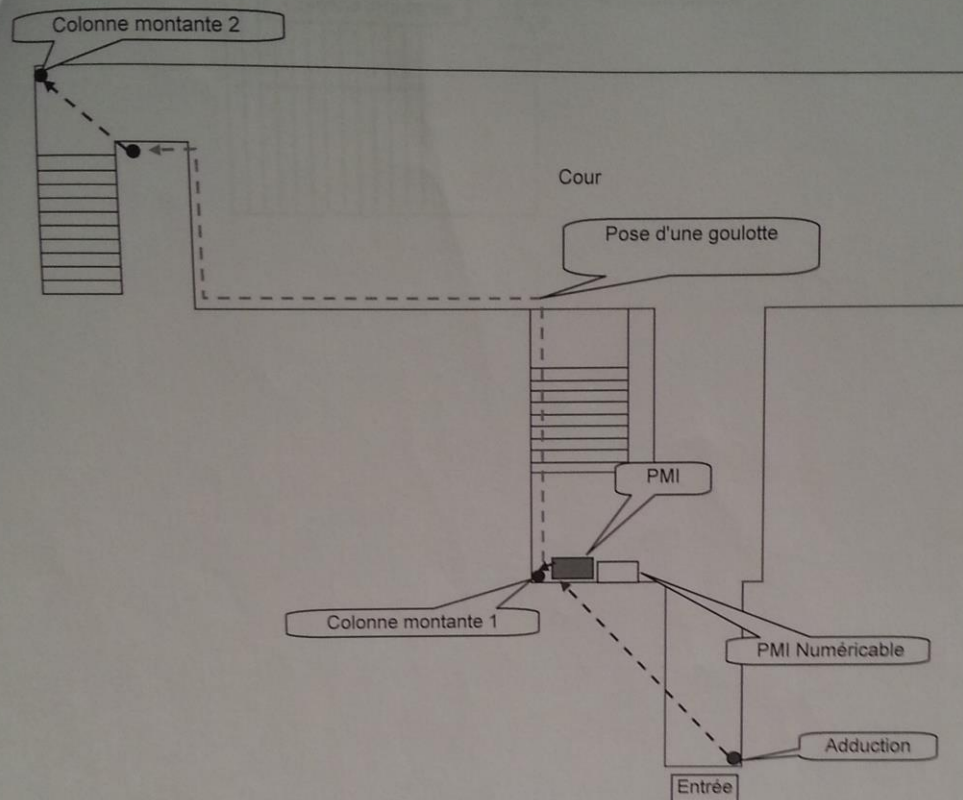 Colonne montante 2
Cour
Pose d'une goulotte
PMI
Colonne montante 1
PMI Numéricable
Adduction
Entrée